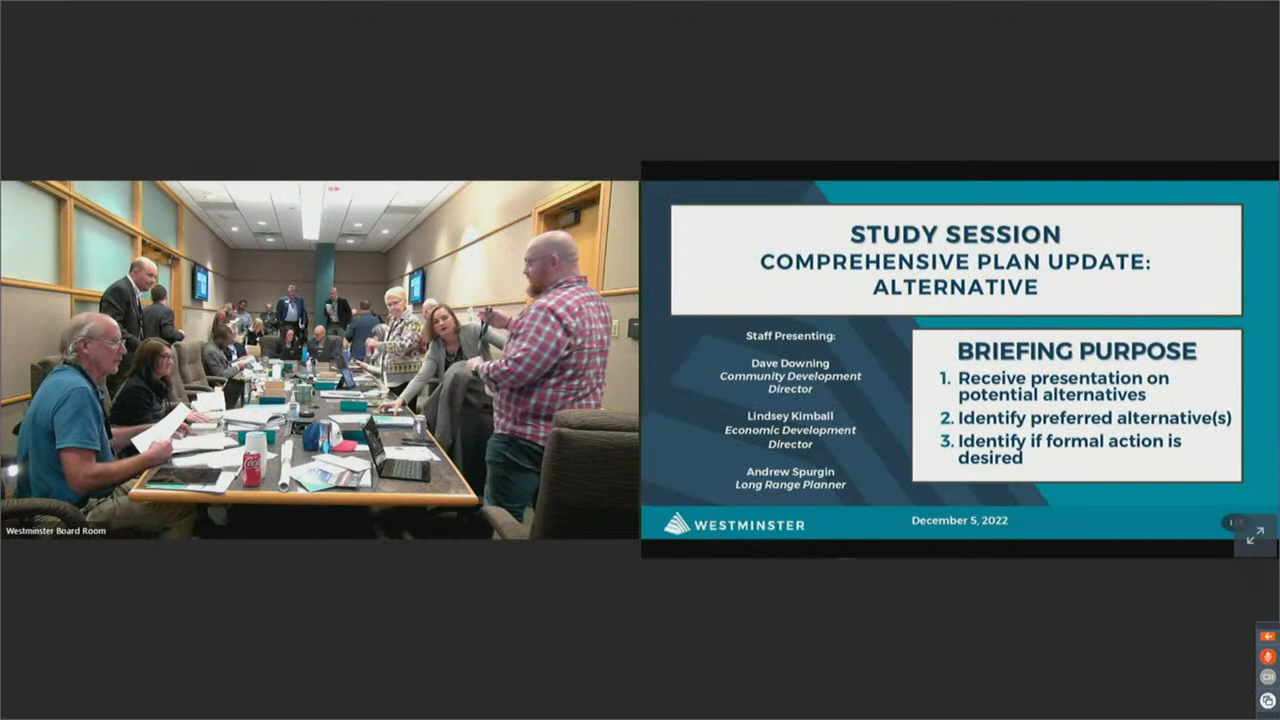 Westminster Board Room
STUDY SESSION
COMPREHENSIVE PLAN UPDATE:
ALTERNATIVE
Staff Presenting:
Dave Downing
Community Development
Director
Lindsey Kimball
Economic Development
Director
Andrew Spurgin
Long Range Planner
BRIEFING PURPOSE
1. Receive presentation on
potential alternatives
2. Identify preferred alternative(s)
3. Identify if formal action is
desired
WESTMINSTER
December 5, 2022